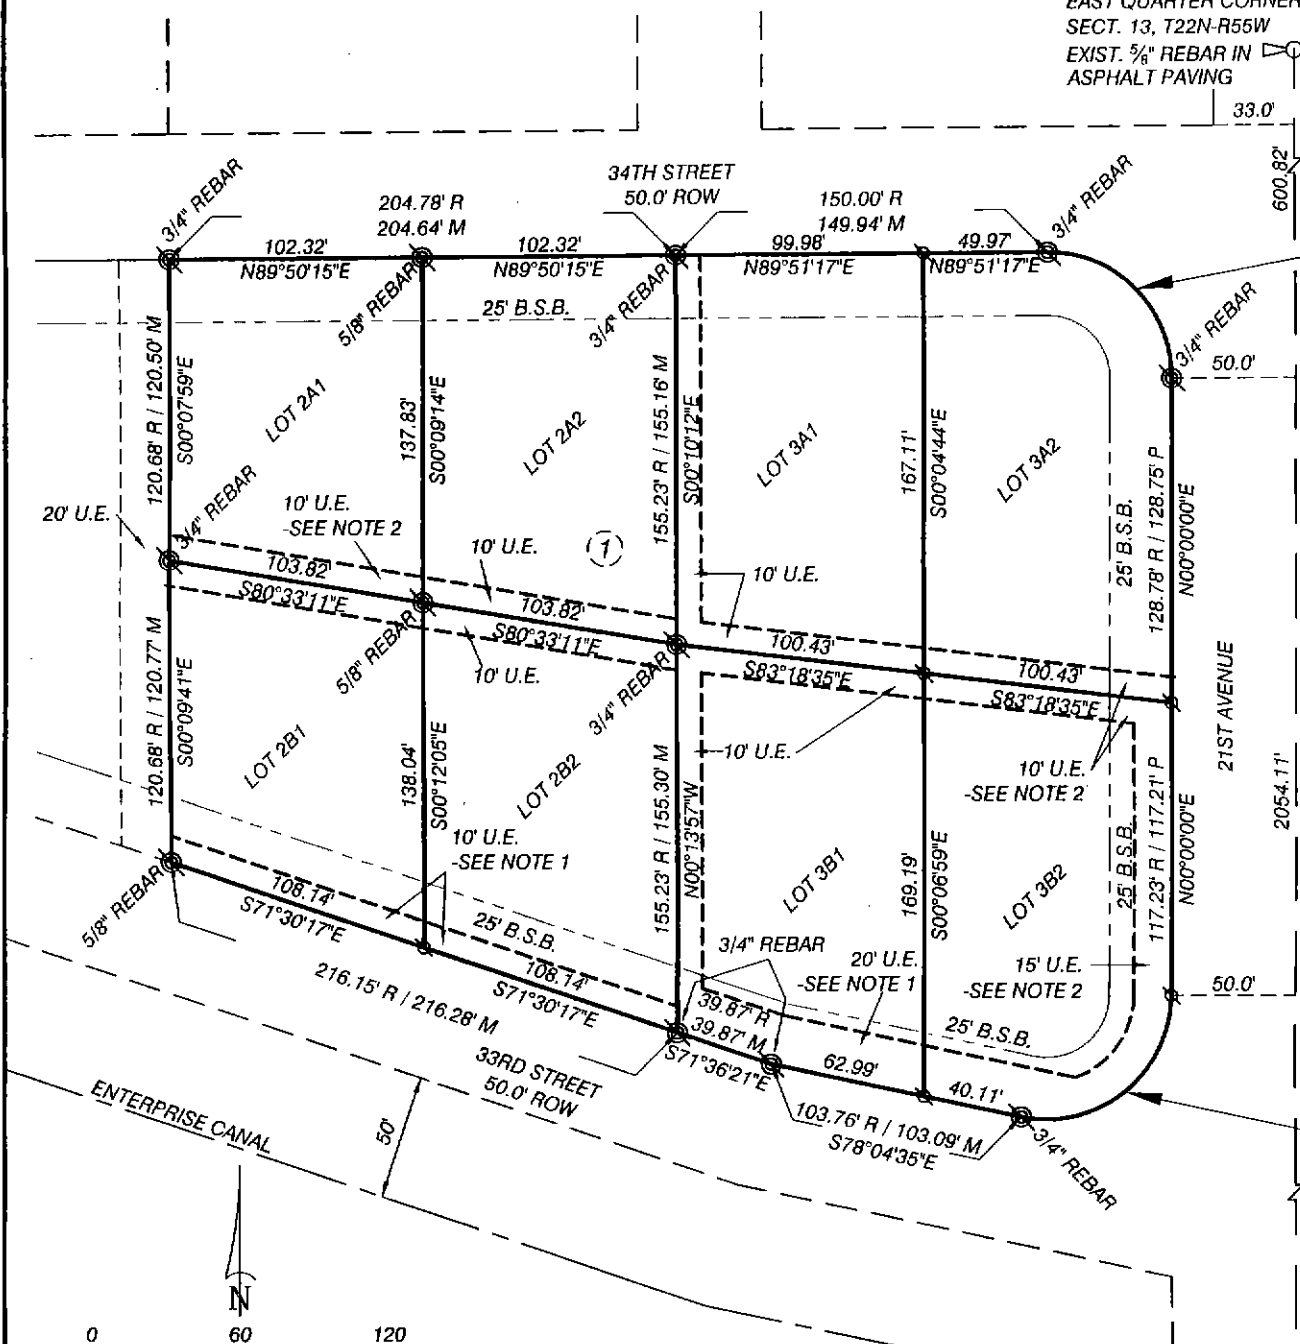 EAST QUARTER CORNER
SECT. 13, T22N-R55W
EXIST. 5/8" REBAR IN
ASPHALT PAVING
33.0'
600.82'
3/4" REBAR
204.78' R
204.64' M
34TH STREET
50.0' ROW
150.00' R
149.94' M
3/4" REBAR
102.32'
N89°50'15"E
102.32'
N89°50'15"E
99.98'
N89°51'17"E
49.97'
N89°51'17"E
5/8" REBAR
25' B.S.B.
3/4" REBAR
3/4" REBAR
50.0'
120.68' R / 120.50' M
S00°07'59"E
LOT 2A1
137.83'
S00°09'14"E
LOT 2A2
155.23' R / 155.16' M
S00°10'12"E
LOT 3A1
167.11'
S00°04'44"E
LOT 3A2
25' B.S.B.
128.78' R / 128.75' P
N00°00'00"E
20' U.E.
3/4" REBAR
10' U.E.
-SEE NOTE 2
10' U.E.
1
10' U.E.
103.82'
S80°33'11"E
103.82'
S80°33'11"E
100.43'
S83°18'35"E
100.43'
S83°18'35"E
5/8" REBAR
10' U.E.
3/4" REBAR
10' U.E.
10' U.E.
-SEE NOTE 2
21ST AVENUE
2054.11'
120.68' R / 120.77' M
S00°09'41"E
LOT 2B1
138.04'
S00°12'05"E
LOT 2B2
155.23' R / 155.30' M
N00°13'57"W
LOT 3B1
169.19'
S00°06'59"E
LOT 3B2
25' B.S.B.
117.23' R / 117.21' P
N00°00'00"E
10' U.E.
-SEE NOTE 1
5/8" REBAR
108.14'
S71°30'17"E
25' B.S.B.
3/4" REBAR
20' U.E.
-SEE NOTE 1
15' U.E.
-SEE NOTE 2
50.0'
216.15' R / 216.28' M
108.14'
S71°30'17"E
39.87' R
39.87' M
S71°36'21"E
25' B.S.B.
62.99'
40.11'
33RD STREET
50.0' ROW
103.76' R / 103.09' M
S78°04'35"E
3/4" REBAR
ENTERPRISE CANAL
50'
N
0 60 120